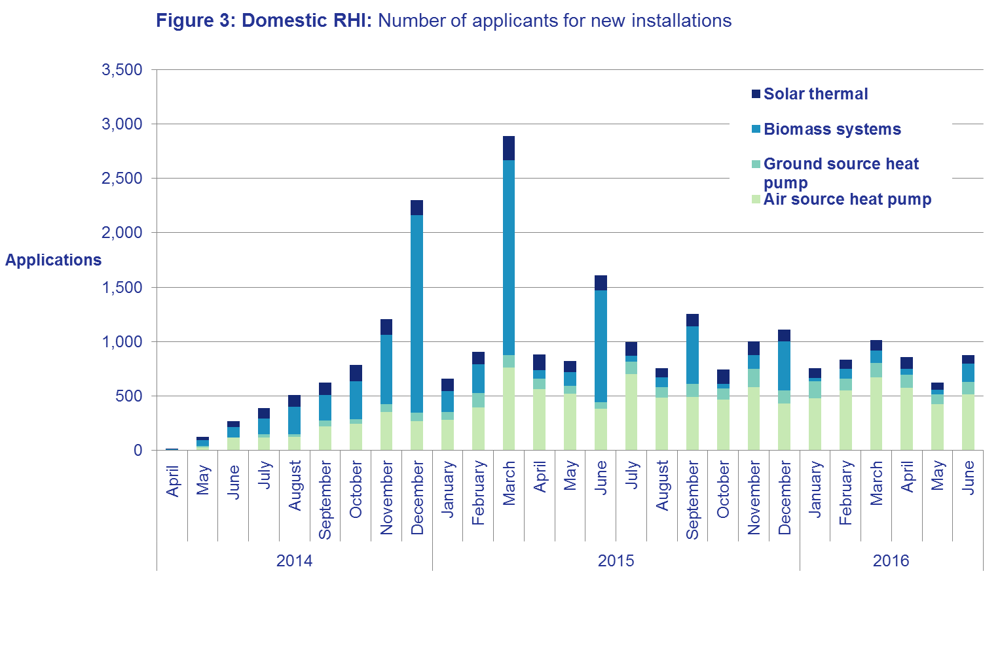 Figure 3: Domestic RHI: Number of applicants for new installations
3,500
3,000
2,500
2,000
1,500
1,000
500
0
Applications
Solar thermal
Biomass systems
Ground source heat
pump
Air source heat pump
April
May
June
July
August
September
October
November
December
January
February
March
April
May
June
July
August
September
October
November
December
January
February
March
April
May
June
2014
2015
2016